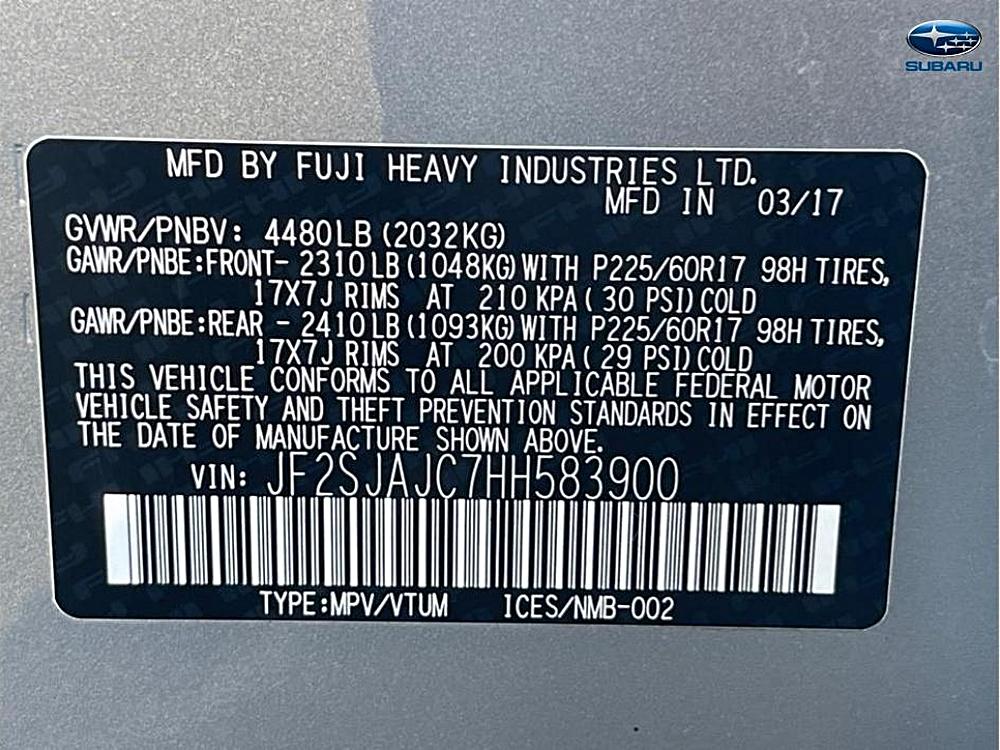 SUBARU
MFD BY FUJI HEAVY INDUSTRIES LTD.
MFD IN 03/17
GVWR/PNBV: 4480LB (2032KG)
GAWR/PNBE:FRONT- 2310LB (1048KG) WITH P225/60R17 98H TIRES,
17X7J RIMS AT 210 KPA ( 30 PSI) COLD
GAWR/PNBE:REAR - 2410LB (1093KG) WITH P225/60R17 98H TIRES,
17X7J RIMS AT 200 KPA ( 29 PSI) COLD
THIS VEHICLE CONFORMS TO ALL APPLICABLE FEDERAL MOTOR
VEHICLE SAFETY AND THEFT PREVENTION STANDARDS IN EFFECT ON
THE DATE OF MANUFACTURE SHOWN ABOVE.
VIN: JF2SJAJC7HH583900
TYPE:MPV/VTUM ICES/NMB-002